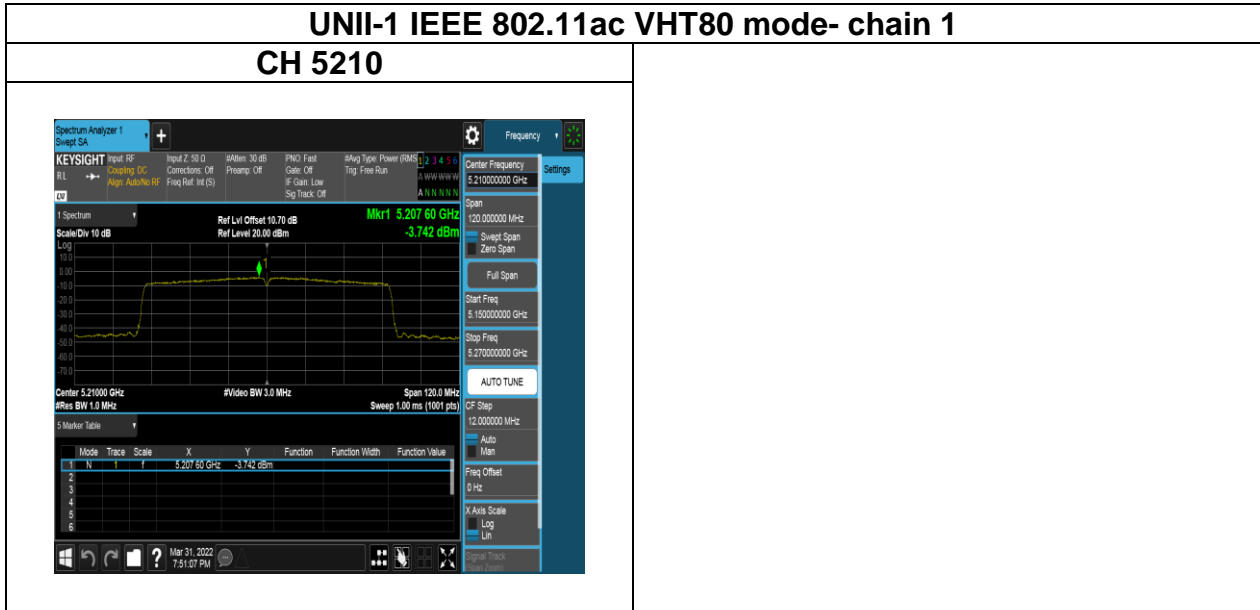 UNII-1 IEEE 802.11ac VHT80 mode- chain 1
CH 5210
Spectrum Analyzer 1
Swept SA
+
Frequency
KEYSIGHT
RL
Input: RF
Coupling: DC
Align: Auto/No RF
Input Z: 50 Ω
Corrections: Off
Freq Ref: Int (S)
#Atten: 30 dB
Preamp: Off
PNO: Fast
Gate: Off
IF Gain: Low
Sig Track: Off
#Avg Type: Power (RMS
Trig: Free Run
1 2 3 4 5 6
A W W W W W
A N N N N N
1 Spectrum
Scale/Div 10 dB
Ref Lvl Offset 10.70 dB
Ref Level 20.00 dBm
Mkr1 5.207 60 GHz
-3.742 dBm
Log
10.0
0.00
-10.0
-20.0
-30.0
-40.0
-50.0
-60.0
-70.0
1
Center 5.21000 GHz
#Res BW 1.0 MHz
#Video BW 3.0 MHz
Span 120.0 MHz
Sweep 1.00 ms (1001 pts)
5 Marker Table
Mode Trace Scale X Y Function Function Width Function Value
1 N 1 f 5.207 60 GHz -3.742 dBm
2
3
4
5
6
Mar 31, 2022
7:51:07 PM
Center Frequency
5.210000000 GHz
Settings
Span
120.000000 MHz
Swept Span
Zero Span
Full Span
Start Freq
5.150000000 GHz
Stop Freq
5.270000000 GHz
AUTO TUNE
CF Step
12.000000 MHz
Auto
Man
Freq Offset
0 Hz
X Axis Scale
Log
Lin
Signal Track
(Span Zoom)